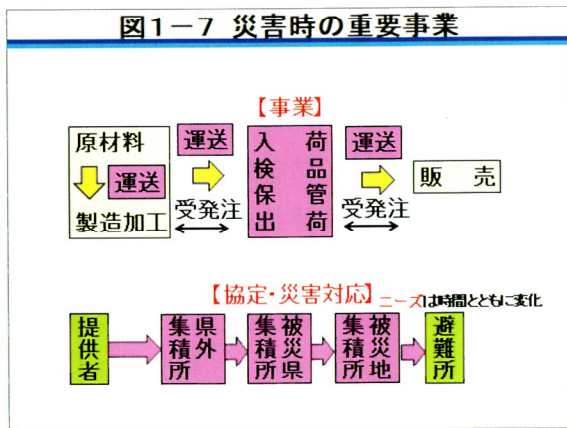 図1-7 災害時の重要事業
【事業】
原材料
運送
製造加工
運送
受発注
入荷
検品
保管
出荷
運送
受発注
販売
【協定・災害対応】
ニーズは時間とともに変化
提供者
県外集積所
被災県集積所
被災地集積所
避難所